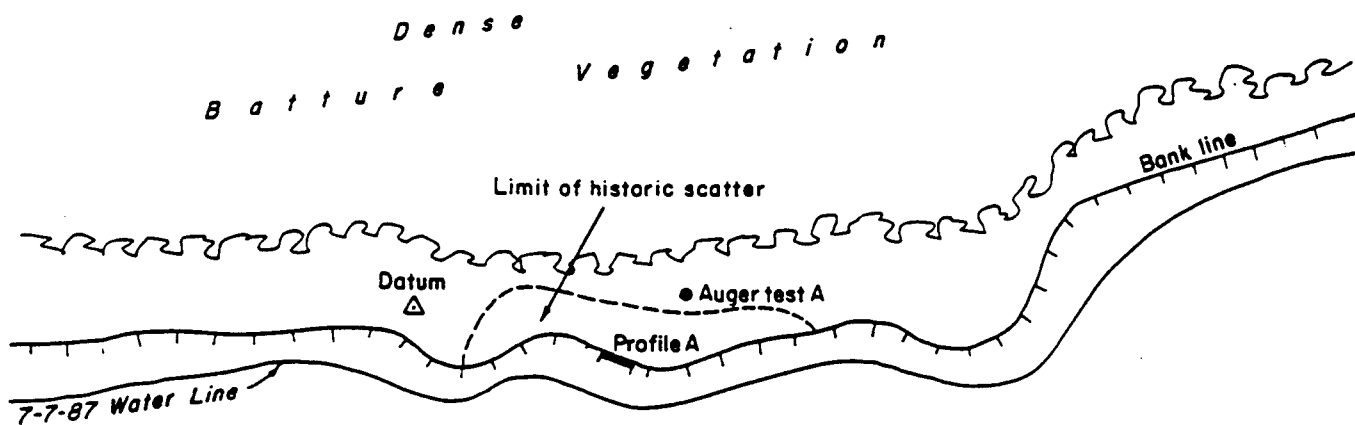 Dense
Batture Vegetation
Bank line
Limit of historic scatter
Datum
Auger test A
Profile A
7-7-87 Water Line